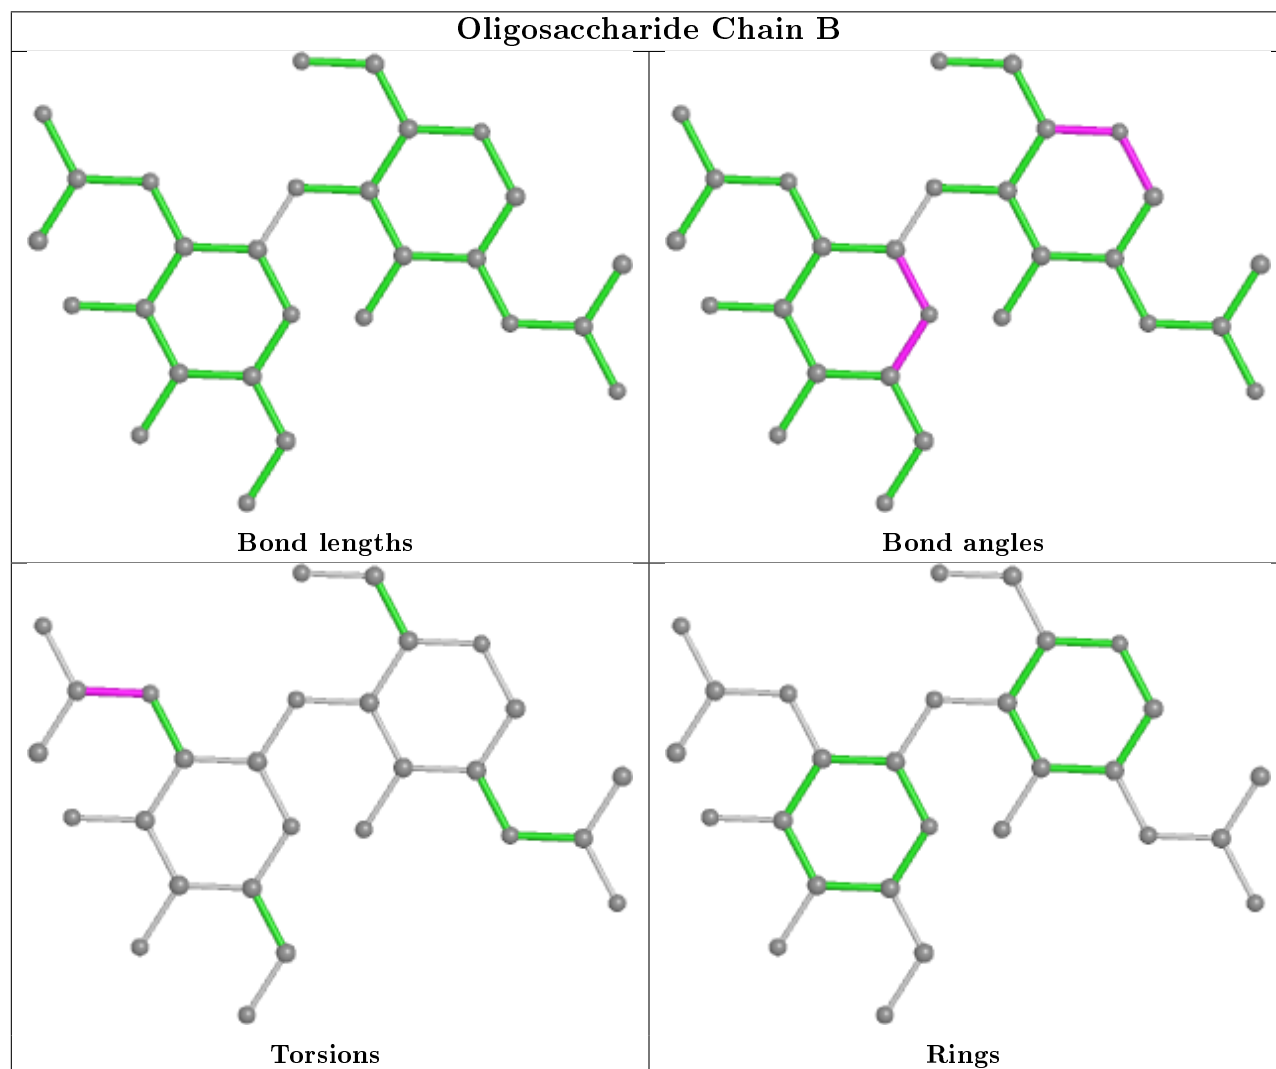 Oligosaccharide Chain B
Bond lengths
Bond angles
Torsions
Rings